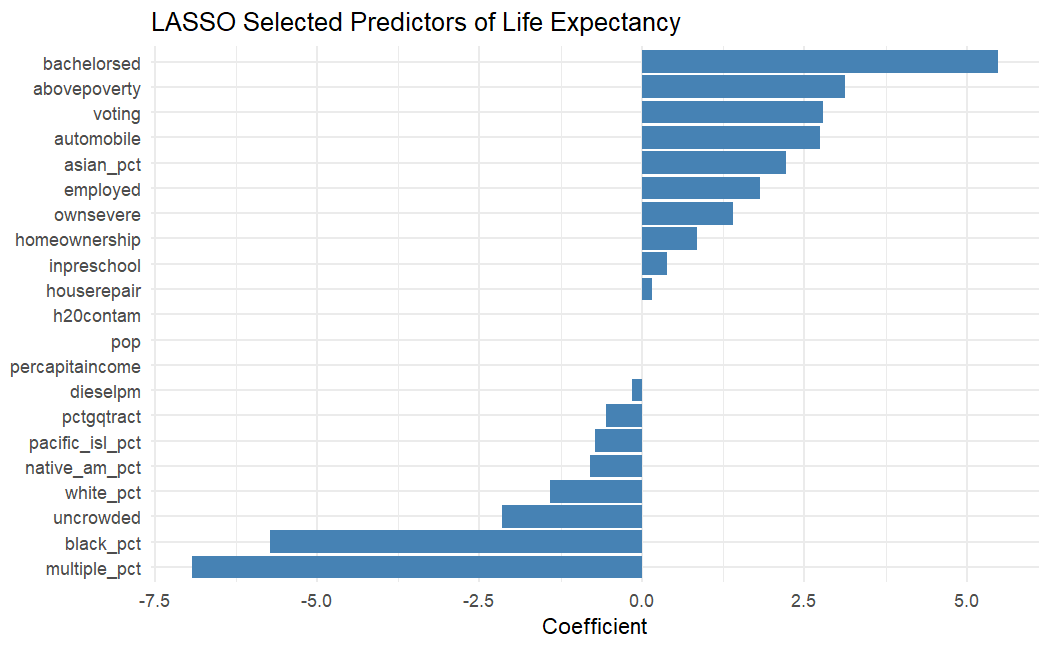 LASSO Selected Predictors of Life Expectancy
bachelorsed
abovepoverty
voting
automobile
asian_pct
employed
ownsevere
homeownership
inpreschool
houserepair
h20contam
pop
percapitaincome
dieselpm
pctgqtract
pacific_isl_pct
native_am_pct
white_pct
uncrowded
black_pct
multiple_pct
-7.5 -5.0 -2.5 0.0 2.5 5.0
Coefficient